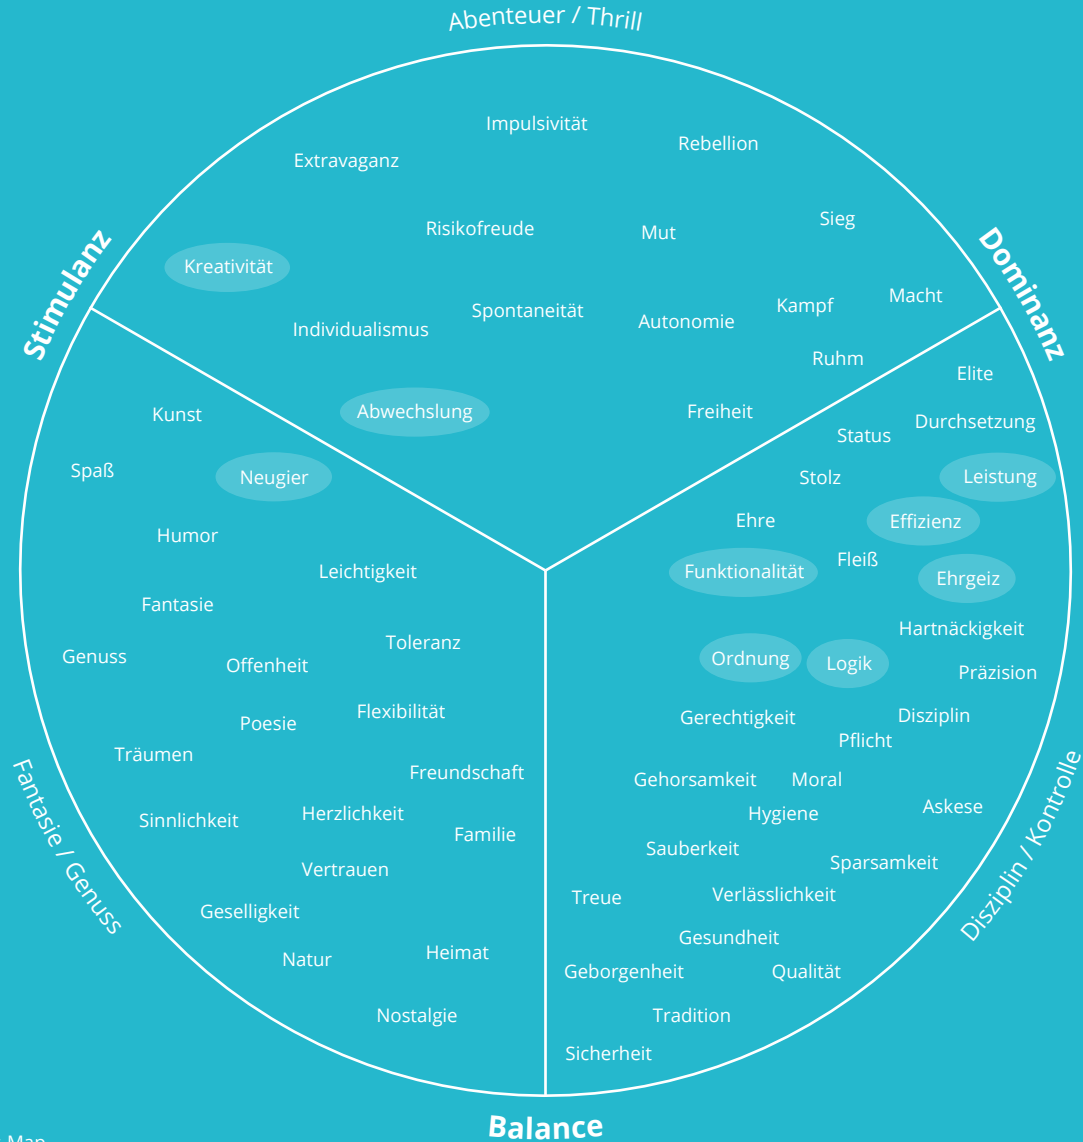 Abenteuer / Thrill
Impulsivität
Rebellion
Extravaganz
Sieg
Risikofreude
Mut
Stimulanz
Dominanz
Kreativität
Macht
Kampf
Spontaneität
Autonomie
Individualismus
Ruhm
Elite
Abwechslung
Freiheit
Kunst
Durchsetzung
Status
Spaß
Neugier
Stolz
Leistung
Ehre
Effizienz
Humor
Fleiß
Leichtigkeit
Funktionalität
Ehrgeiz
Fantasie
Hartnäckigkeit
Toleranz
Genuss
Offenheit
Ordnung
Logik
Präzision
Flexibilität
Poesie
Gerechtigkeit
Disziplin
Pflicht
Träumen
Freundschaft
Gehorsamkeit
Moral
Fantasie / Genuss
Disziplin / Kontrolle
Askese
Herzlichkeit
Hygiene
Sinnlichkeit
Familie
Sauberkeit
Sparsamkeit
Vertrauen
Treue
Verlässlichkeit
Geselligkeit
Gesundheit
Natur
Heimat
Geborgenheit
Qualität
Nostalgie
Tradition
Sicherheit
Balance
Map